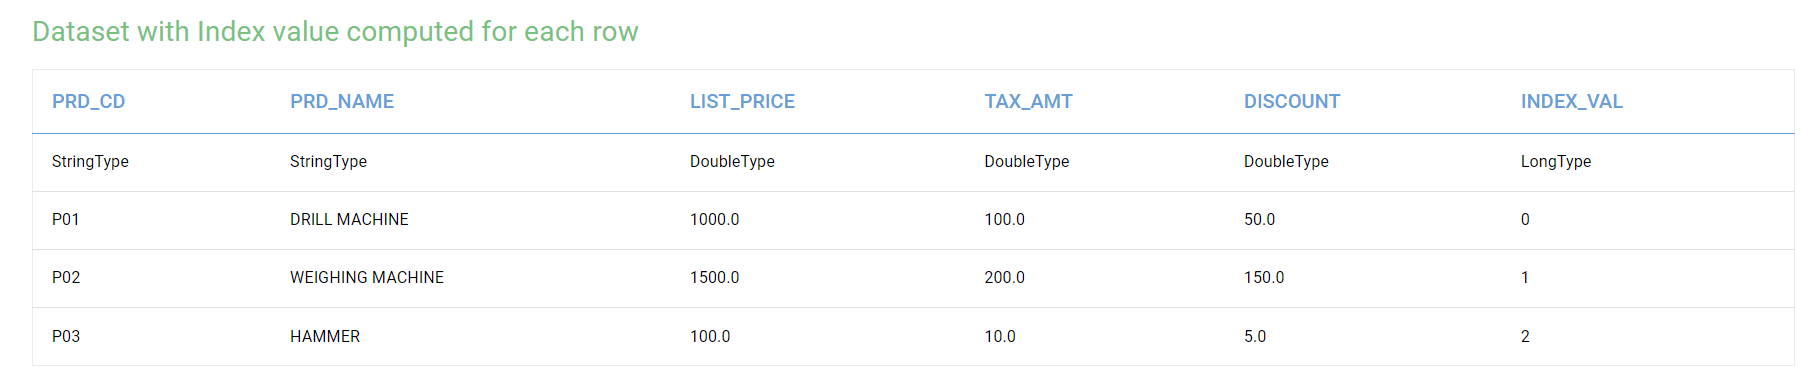 Dataset with Index value computed for each row
PRD_CD PRD_NAME LIST_PRICE TAX_AMT DISCOUNT INDEX_VAL
StringType StringType DoubleType DoubleType DoubleType LongType
P01 DRILL MACHINE 1000.0 100.0 50.0 0
P02 WEIGHING MACHINE 1500.0 200.0 150.0 1
P03 HAMMER 100.0 10.0 5.0 2